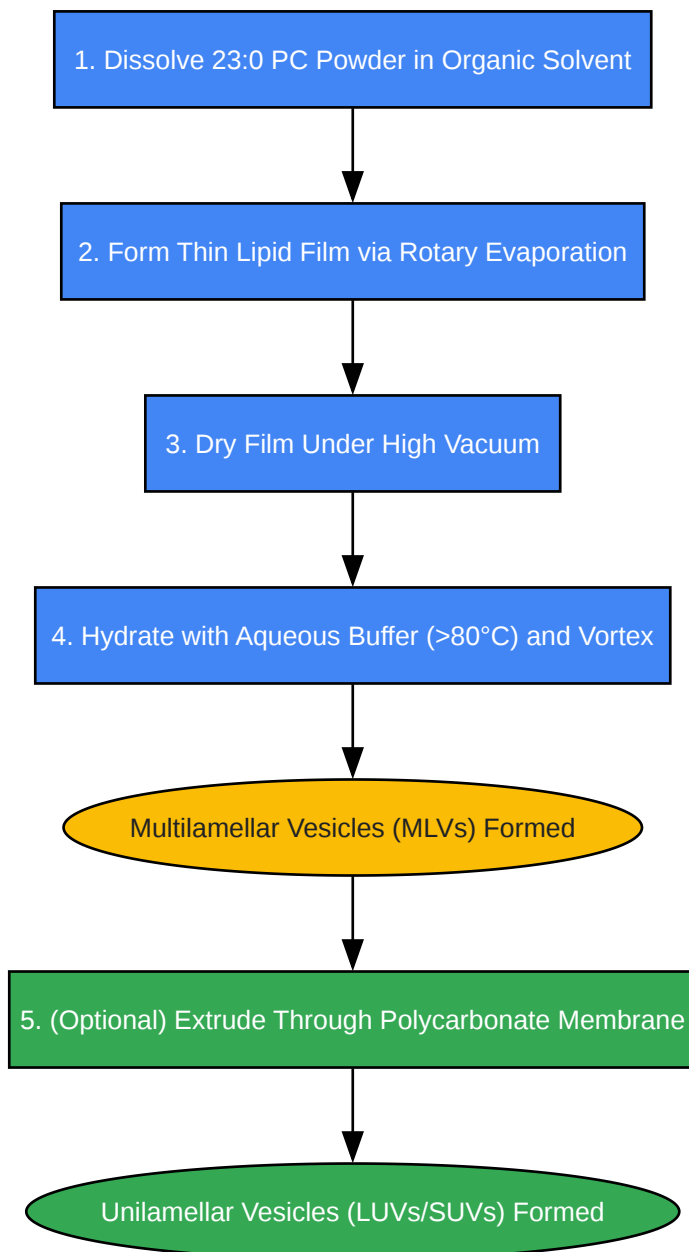 1. Dissolve 23:0 PC Powder in Organic Solvent
2. Form Thin Lipid Film via Rotary Evaporation
3. Dry Film Under High Vacuum
4. Hydrate with Aqueous Buffer (>80°C) and Vortex
Multilamellar Vesicles (MLVs) Formed
5. (Optional) Extrude Through Polycarbonate Membrane
Unilamellar Vesicles (LUVs/SUVs) Formed